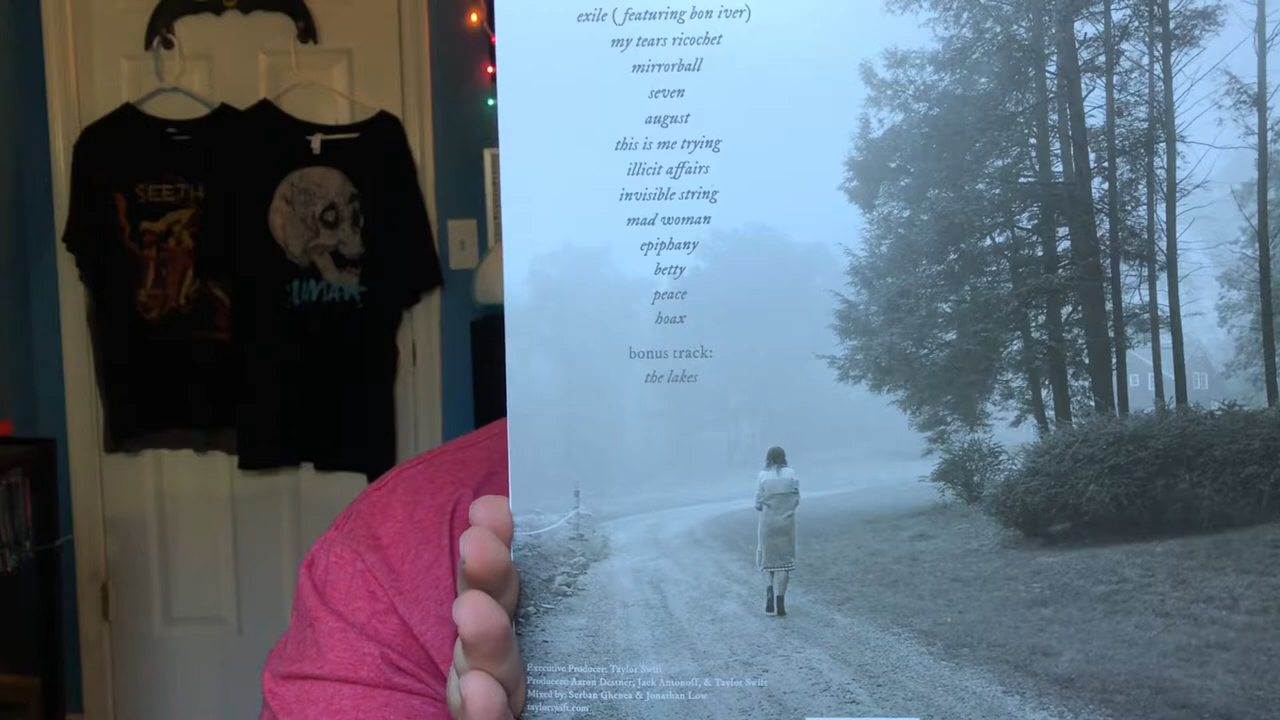 exile (featuring bon iver)
my tears ricochet
mirrorball
seven
august
this is me trying
illicit affairs
invisible string
mad woman
epiphany
betty
peace
hoax
bonus track:
the lakes
SEETH
Executive Producer: Taylor Swift
Producers: Aaron Dessner, Jack Antonoff, & Taylor Swift
Mixed by: Serban Ghenea & Jonathan Low
taylorswift.com